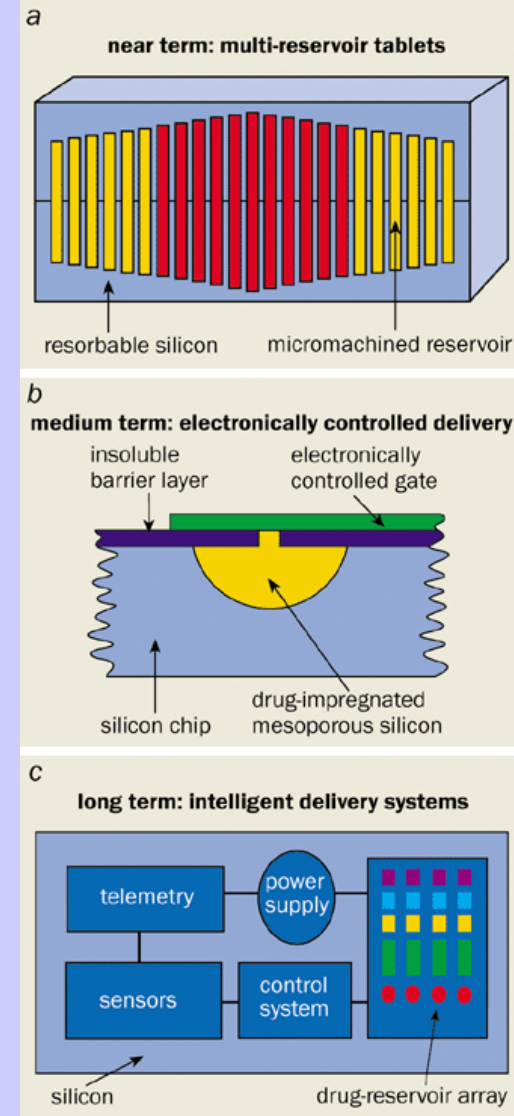 a
near term: multi-reservoir tablets
resorbable silicon
micromachined reservoir
b
medium term: electronically controlled delivery
insoluble
barrier layer
electronically
controlled gate
silicon chip
drug-impregnated
mesoporous silicon
c
long term: intelligent delivery systems
telemetry
power
supply
sensors
control
system
silicon
drug-reservoir array